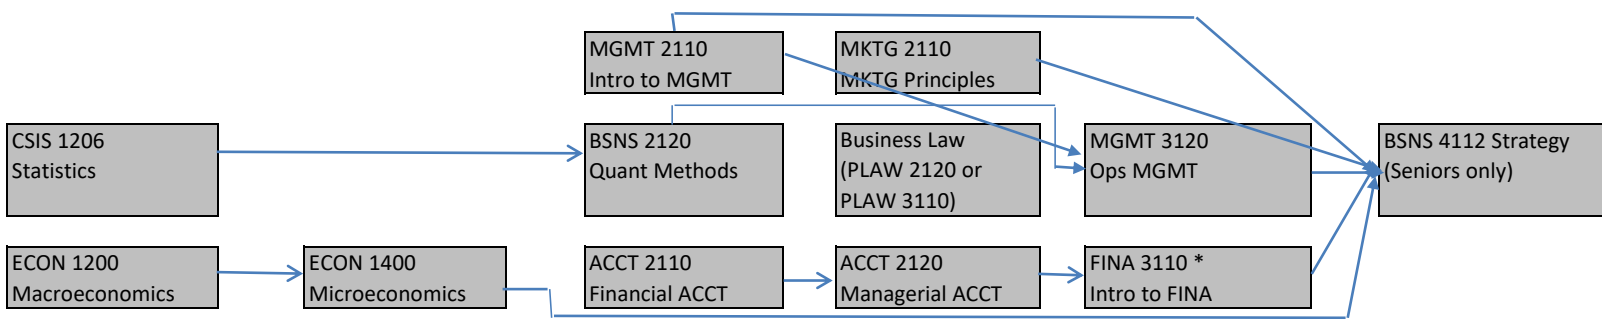 MGMT 2110
Intro to MGMT
MKTG 2110
MKTG Principles
CSIS 1206
Statistics
BSNS 2120
Quant Methods
Business Law
(PLAW 2120 or
PLAW 3110)
MGMT 3120
Ops MGMT
BSNS 4112 Strategy
(Seniors only)
ECON 1200
Macroeconomics
ECON 1400
Microeconomics
ACCT 2110
Financial ACCT
ACCT 2120
Managerial ACCT
FINA 3110 *
Intro to FINA